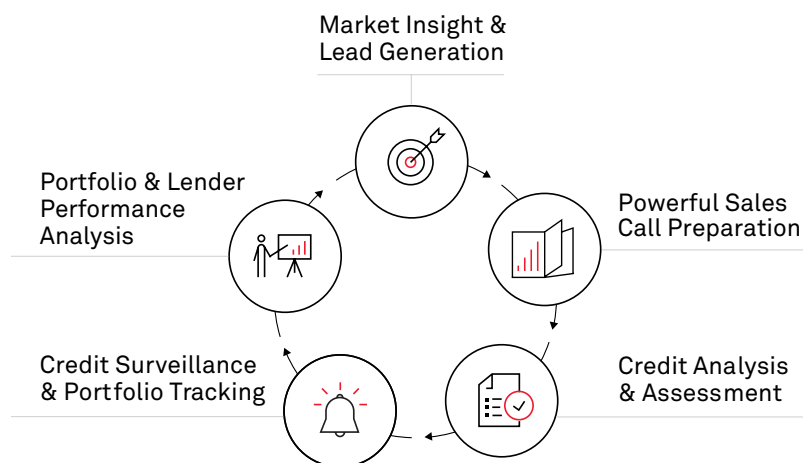 Market Insight &
Lead Generation
Powerful Sales
Call Preparation
Credit Analysis
& Assessment
Credit Surveillance
& Portfolio Tracking
Portfolio & Lender
Performance
Analysis